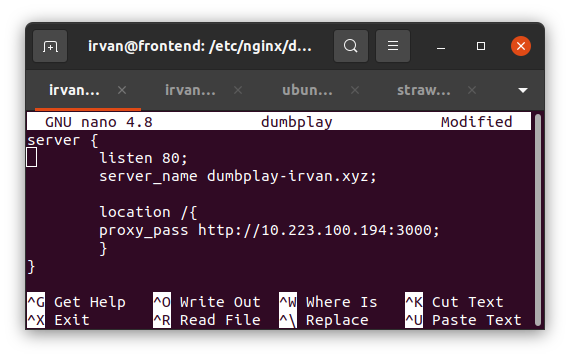 irvan@frontend: /etc/nginx/d...
irvan... irvan... ubun... straw...
GNU nano 4.8 dumbplay Modified
server {
listen 80;
server_name dumbplay-irvan.xyz;
location /{
proxy_pass http://10.223.100.194:3000;
}
}
^G Get Help ^O Write Out ^W Where Is ^K Cut Text
^X Exit ^R Read File ^\ Replace ^U Paste Text